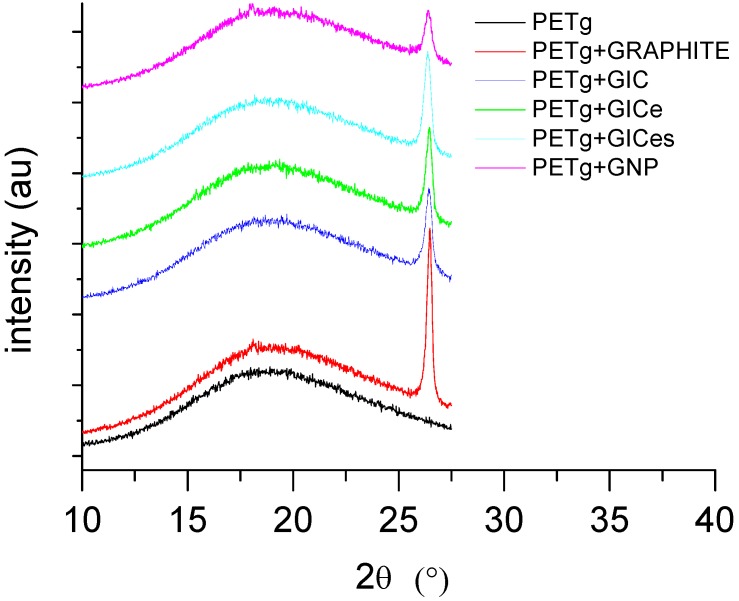 PETg
PETg+GRAPHITE
PETg+GIC
PETg+GICe
PETg+GICes
PETg+GNP
intensity (au)
10 15 20 25 30 35 40
2θ (°)